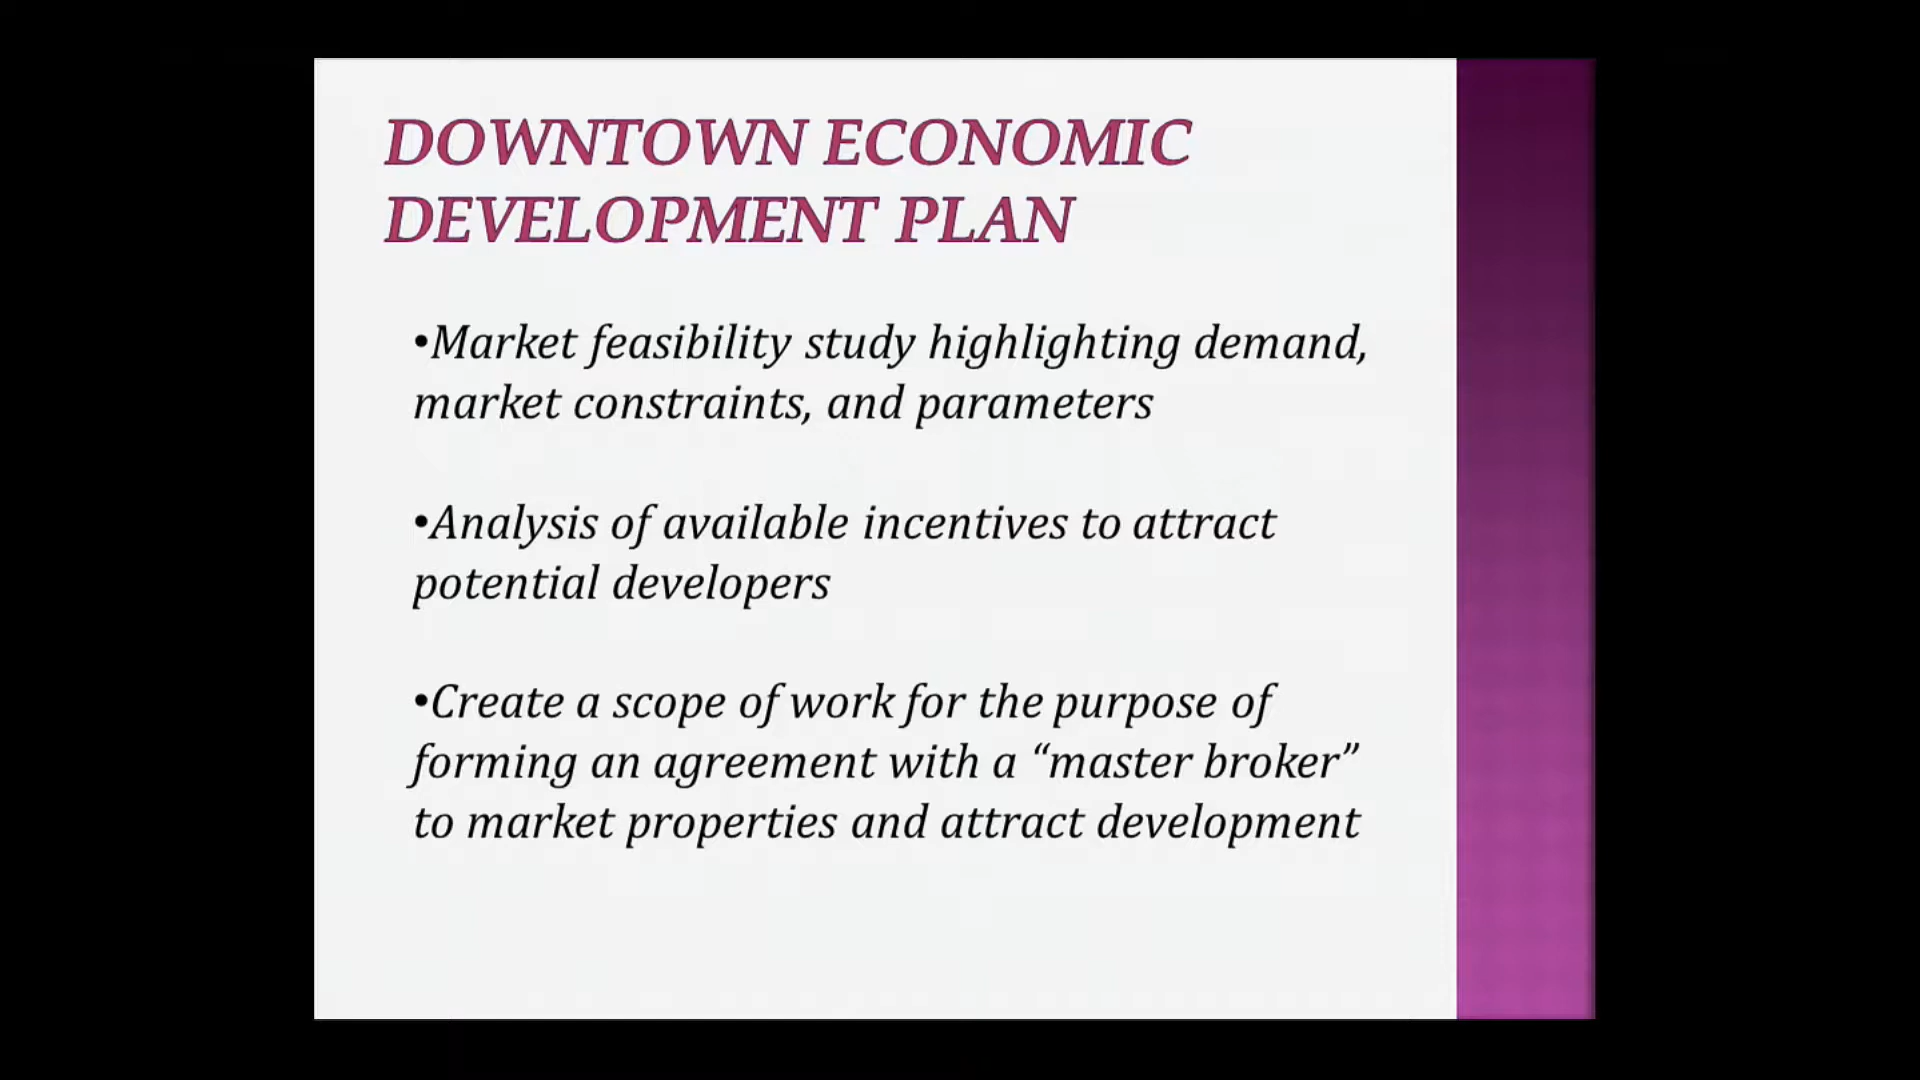 DOWNTOWN ECONOMIC
DEVELOPMENT PLAN
•Market feasibility study highlighting demand,
market constraints, and parameters
•Analysis of available incentives to attract
potential developers
•Create a scope of work for the purpose of
forming an agreement with a “master broker”
to market properties and attract development